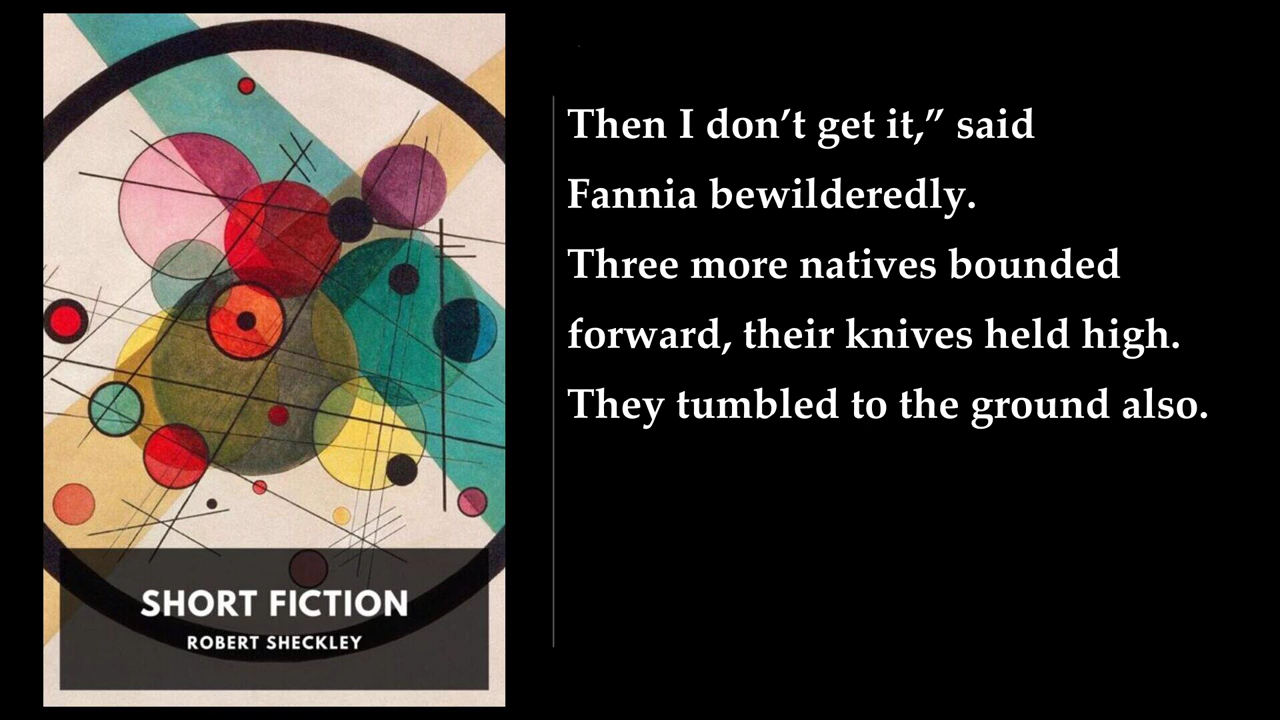 SHORT FICTION
ROBERT SHECKLEY
Then I don’t get it,” said
Fannia bewilderedly.
Three more natives bounded
forward, their knives held high.
They tumbled to the ground also.